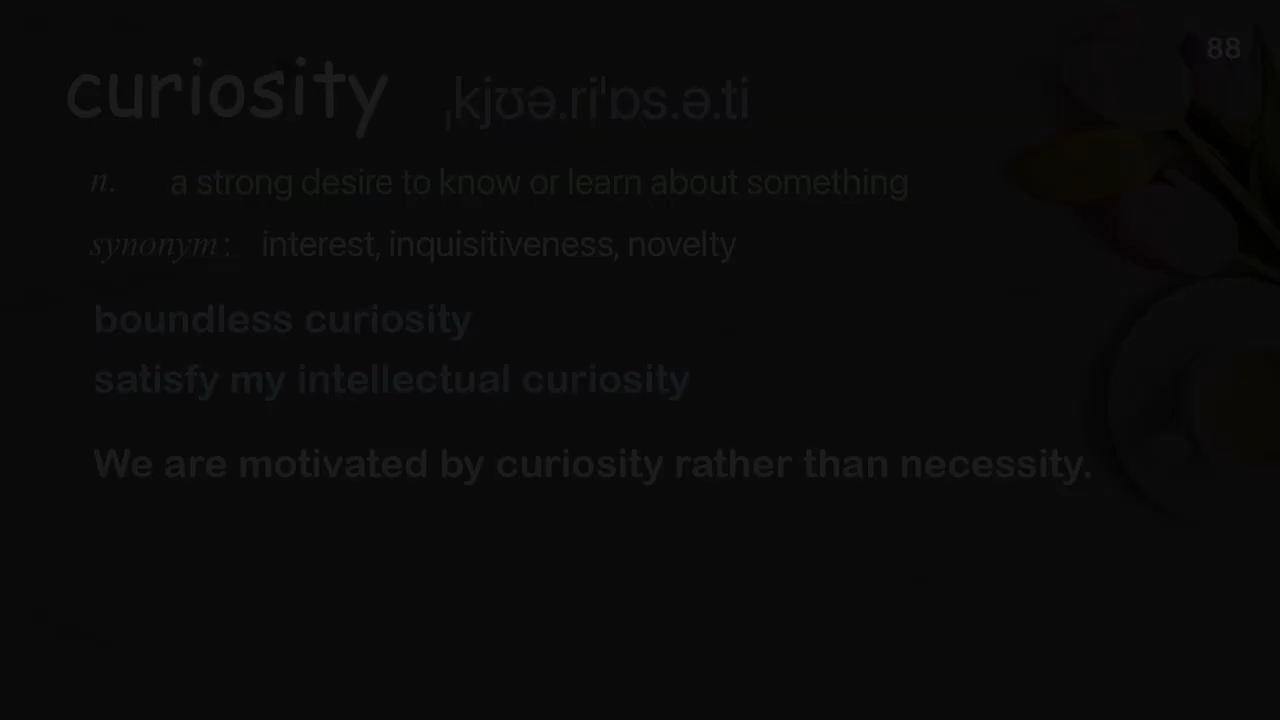 88
curiosity ˌkjʊə.riˈɒs.ə.ti
n. a strong desire to know or learn about something
synonym: interest, inquisitiveness, novelty
boundless curiosity
satisfy my intellectual curiosity
We are motivated by curiosity rather than necessity.